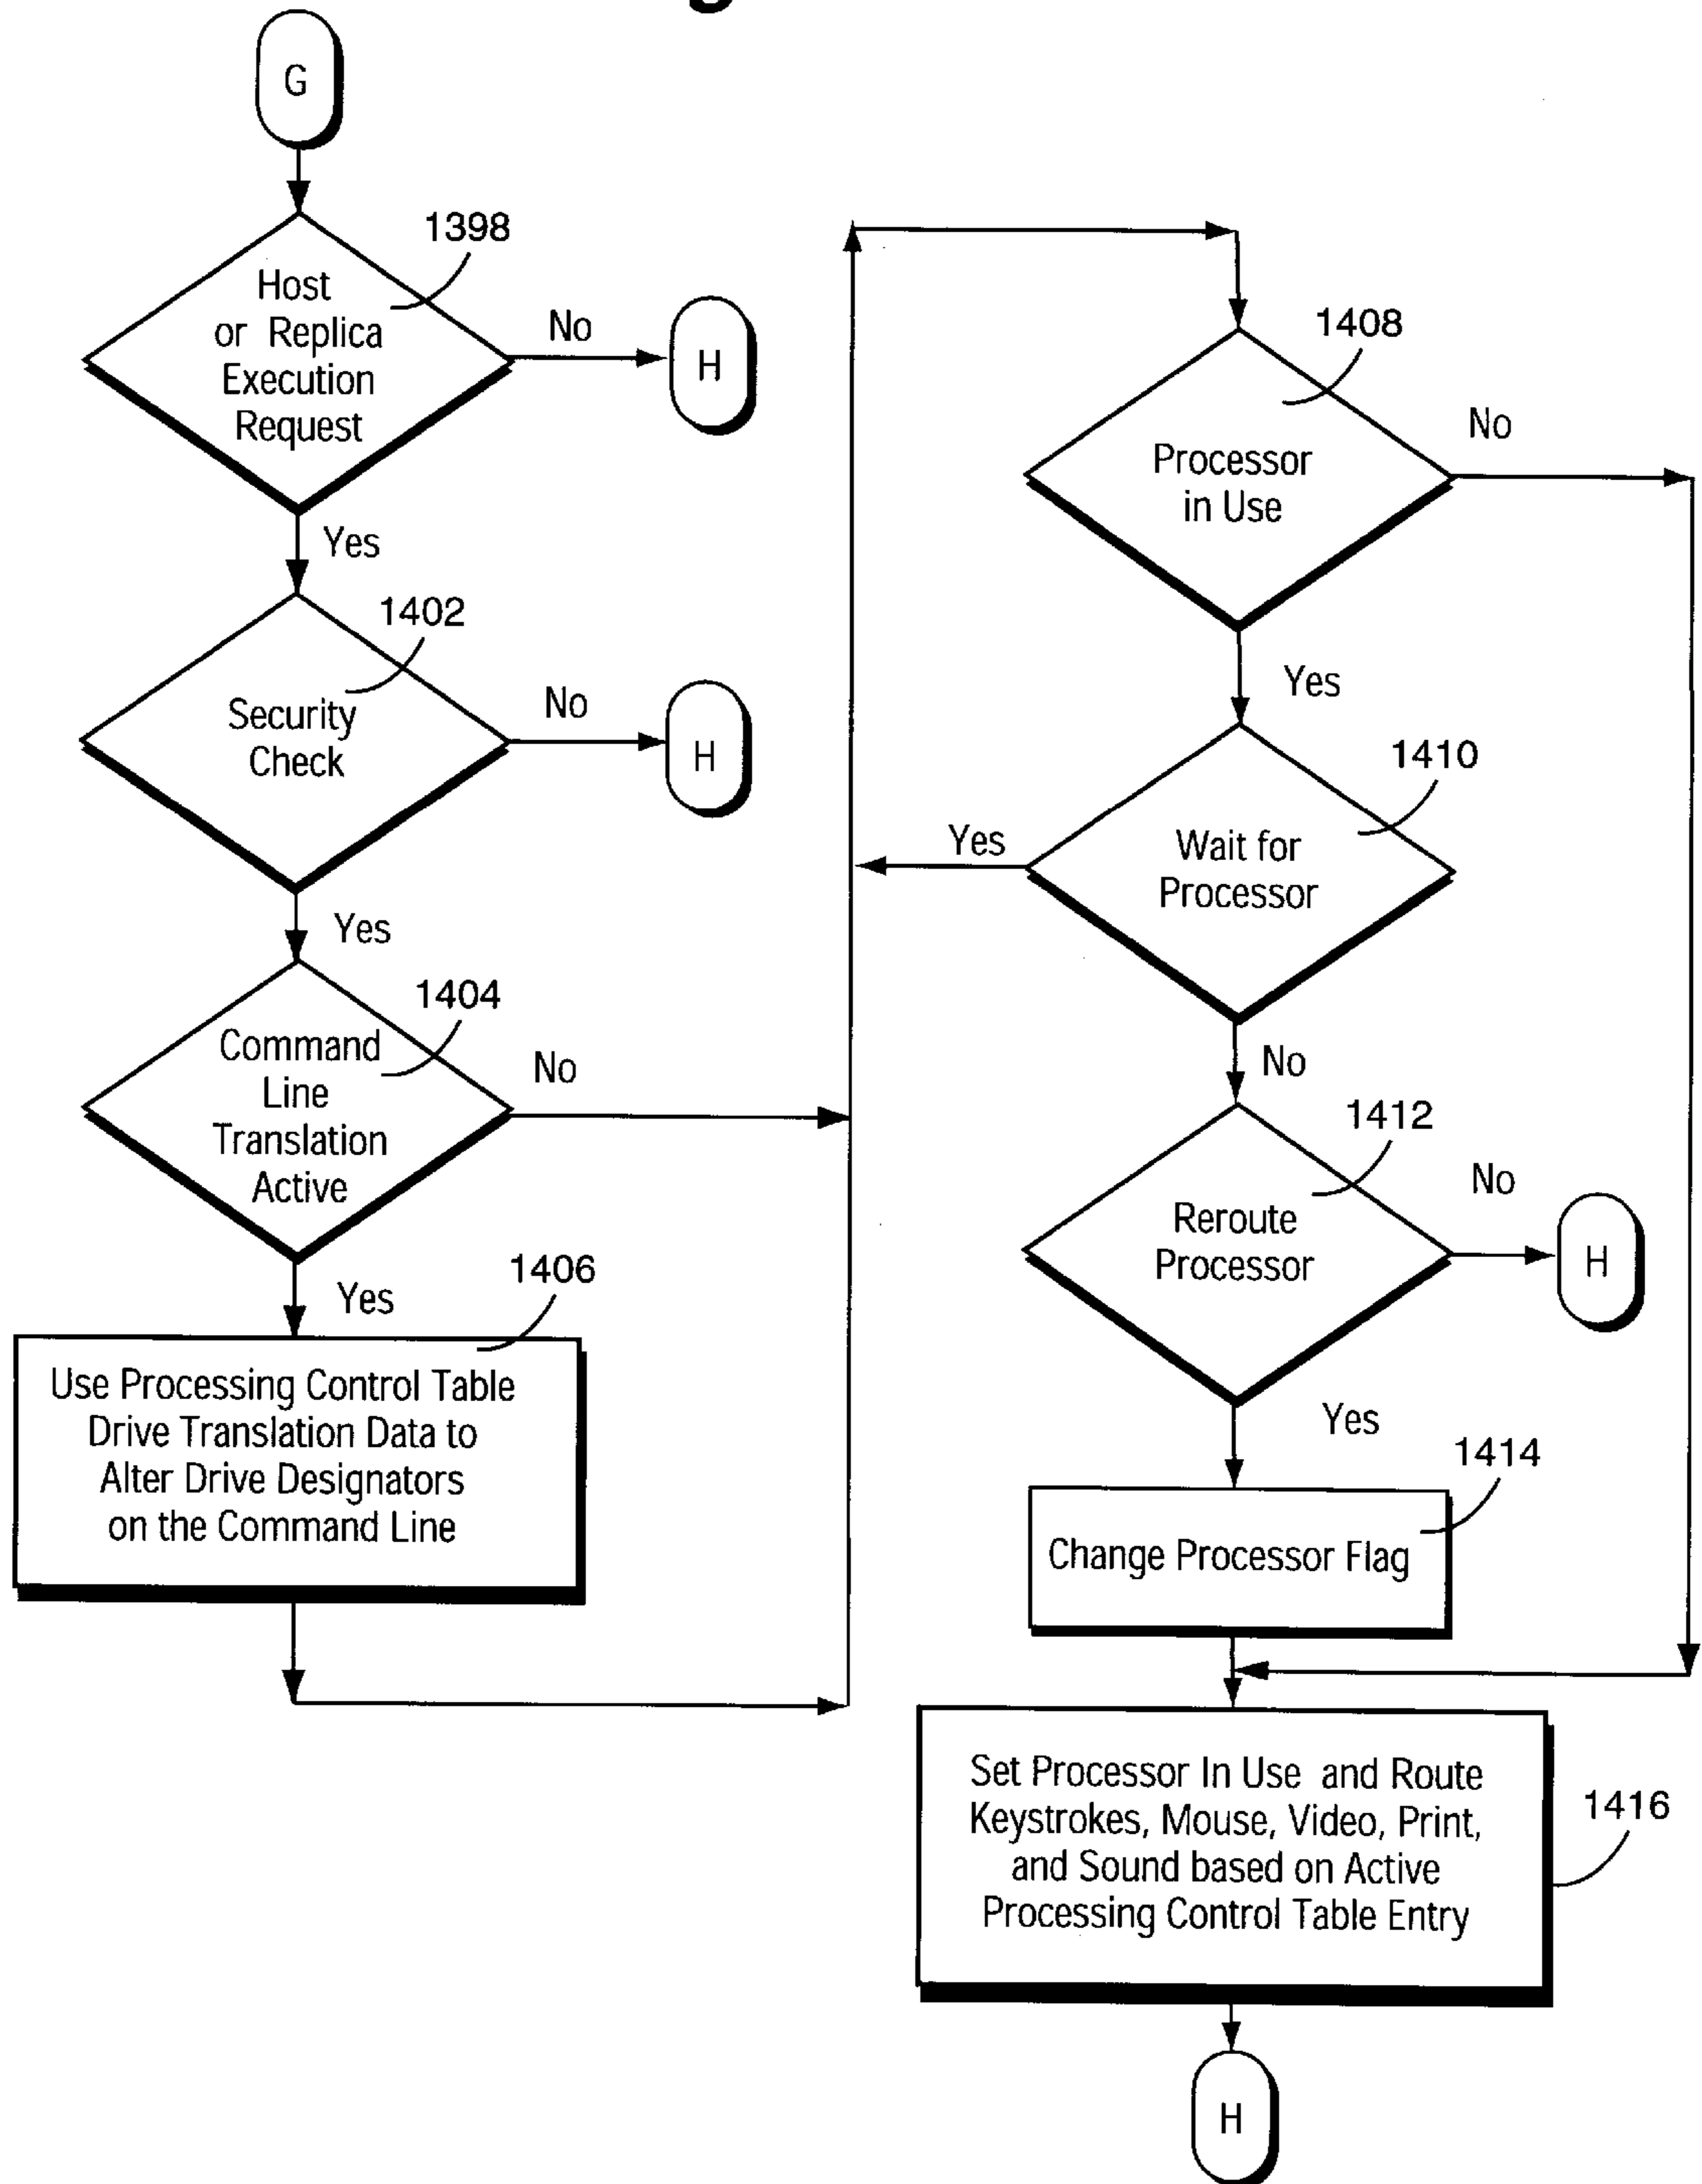 G
1398
Host
or Replica
Execution
Request
No
H
Yes
1402
Security
Check
No
H
Yes
1404
Command
Line
Translation
Active
No
Yes
1406
Use Processing Control Table
Drive Translation Data to
Alter Drive Designators
on the Command Line
1408
Processor
in Use
No
Yes
1410
Wait for
Processor
Yes
No
1412
Reroute
Processor
No
H
Yes
1414
Change Processor Flag
Set Processor In Use and Route
Keystrokes, Mouse, Video, Print,
and Sound based on Active
Processing Control Table Entry
1416
H